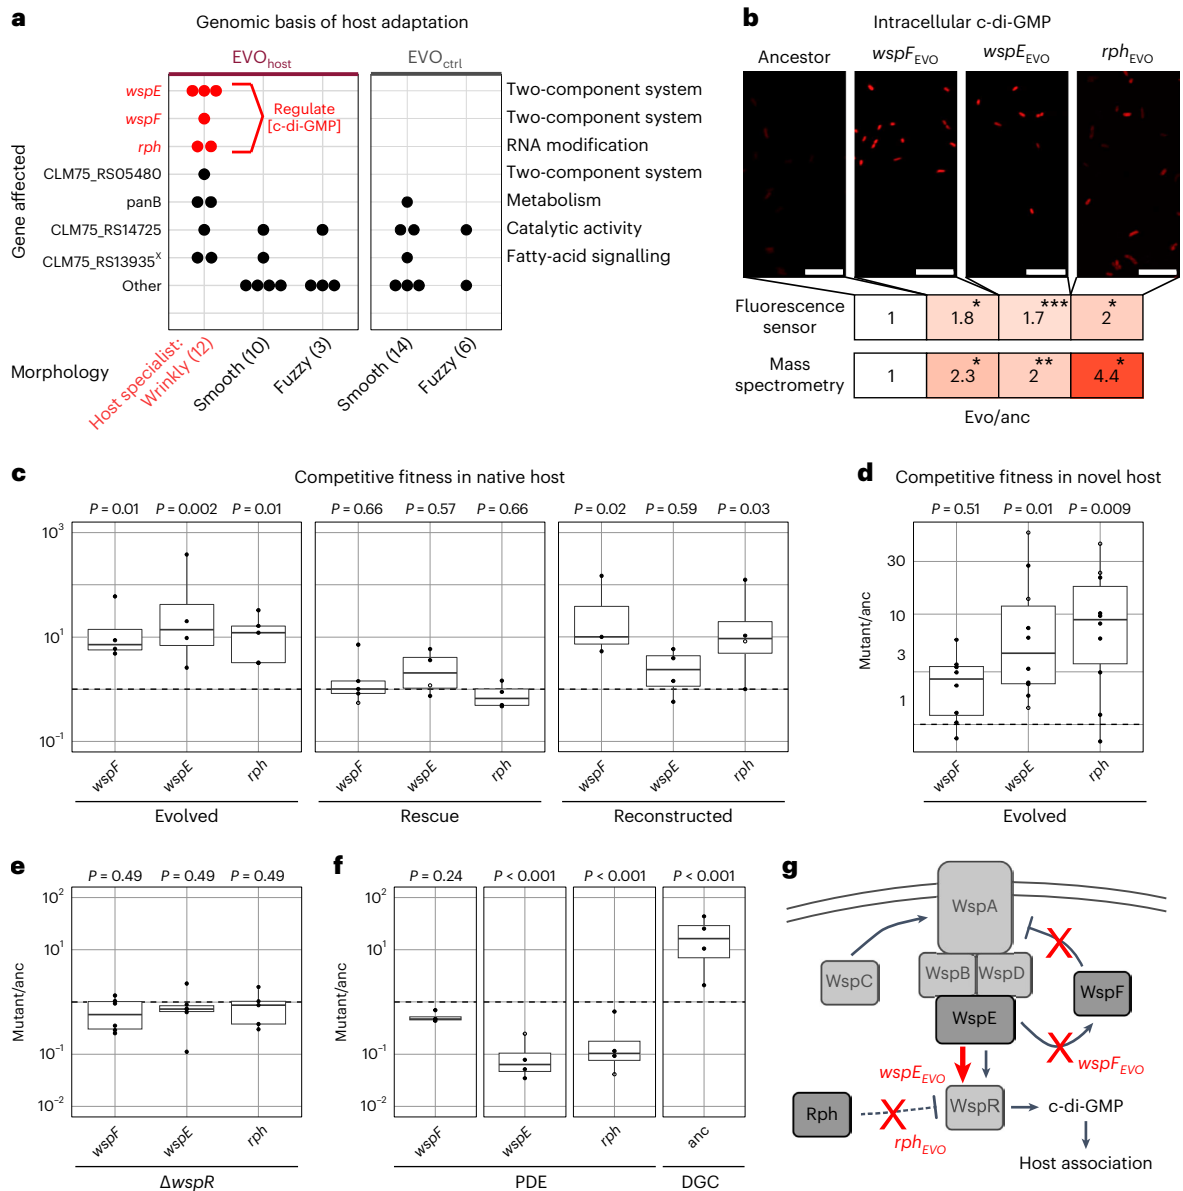 a
Genomic basis of host adaptation
EVOhost
EVOctrl
Gene affected
wspE
wspF
rph
CLM75_RS05480
panB
CLM75_RS14725
CLM75_RS13935x
Other
Regulate
[c-di-GMP]
Two-component system
Two-component system
RNA modification
Two-component system
Metabolism
Catalytic activity
Fatty-acid signalling
Morphology
Host specialist:
Wrinkly (12)
Smooth (10)
Fuzzy (3)
Smooth (14)
Fuzzy (6)
b
Intracellular c-di-GMP
Ancestor
wspFEVO
wspEEVO
rphEVO
Fluorescence
sensor
1
1.8*
1.7***
2*
Mass
spectrometry
1
2.3*
2**
4.4*
Evo/anc
c
Competitive fitness in native host
P = 0.01 P = 0.002 P = 0.01
P = 0.66 P = 0.57 P = 0.66
P = 0.02 P = 0.59 P = 0.03
10³
10¹
10⁻¹
wspF wspE rph
wspF wspE rph
wspF wspE rph
Evolved
Rescue
Reconstructed
d
Competitive fitness in novel host
P = 0.51 P = 0.01 P = 0.009
Mutant/anc
30
10
3
1
wspF wspE rph
Evolved
e
P = 0.49 P = 0.49 P = 0.49
Mutant/anc
10²
10¹
1
10⁻¹
10⁻²
wspF wspE rph
ΔwspR
f
P = 0.24 P < 0.001 P < 0.001 P < 0.001
Mutant/anc
10²
10¹
1
10⁻¹
10⁻²
wspF wspE rph anc
PDE
DGC
g
WspA
WspC
WspB
WspD
WspF
WspE
wspEEVO
wspFEVO
Rph
rphEVO
WspR
c-di-GMP
Host association